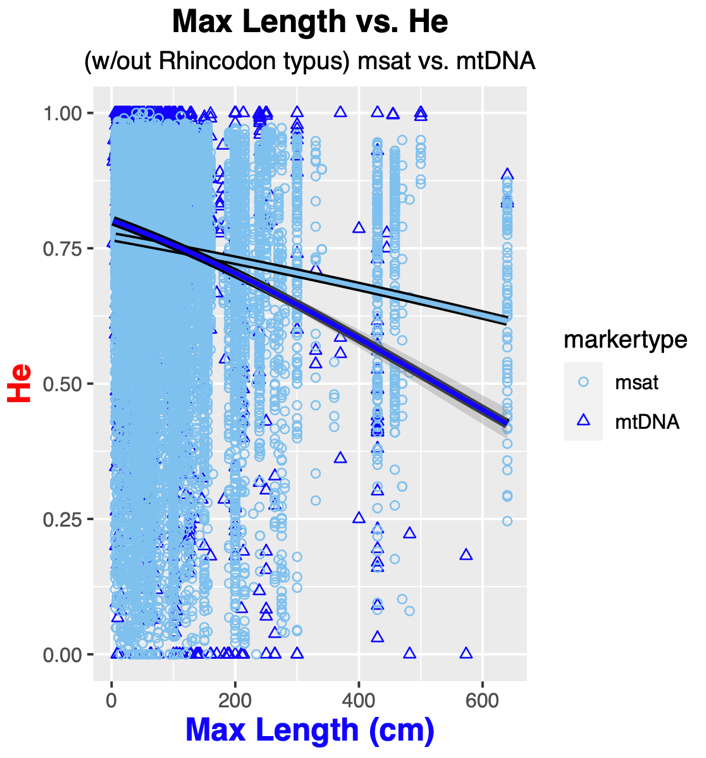 Max Length vs. He
(w/out Rhincodon typus) msat vs. mtDNA
1.00
0.75
0.50
0.25
0.00
He
0
200
400
600
Max Length (cm)
markertype
msat
mtDNA